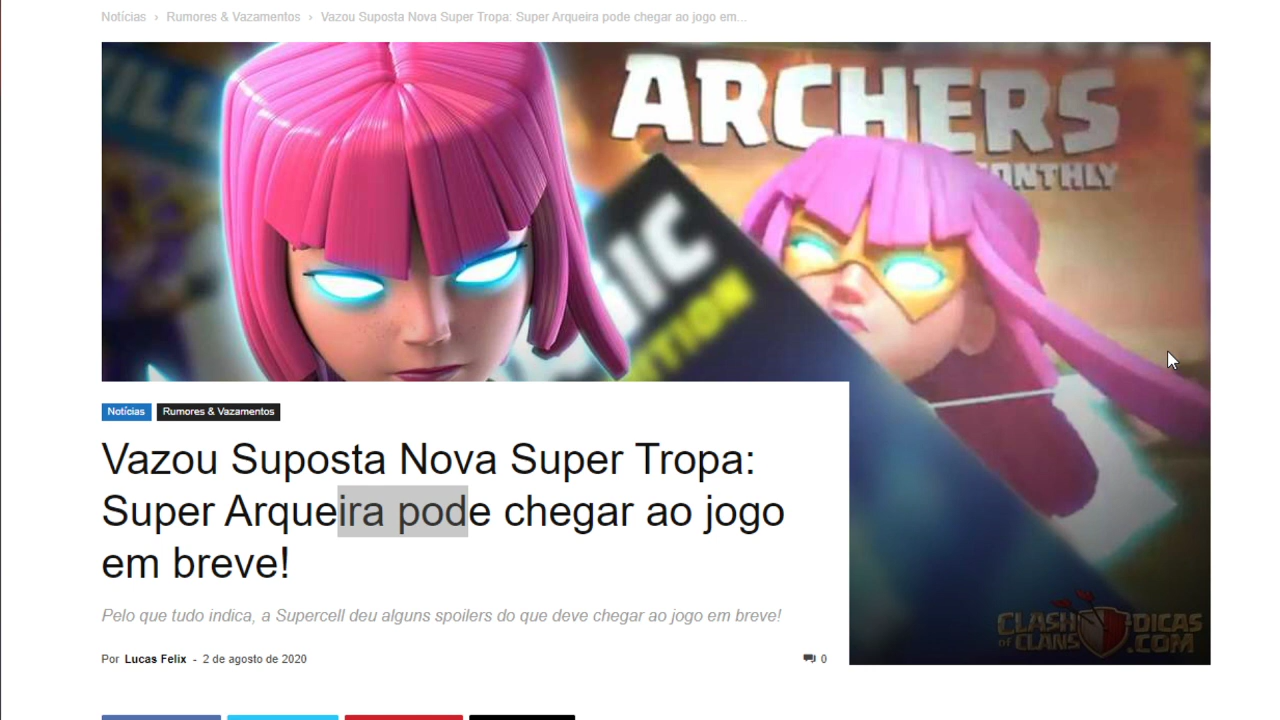 Notícias › Rumores & Vazamentos › Vazou Suposta Nova Super Tropa: Super Arqueira pode chegar ao jogo em...
ARCHERS
MONTHLY
Notícias Rumores & Vazamentos
Vazou Suposta Nova Super Tropa:
Super Arqueira pode chegar ao jogo
em breve!
Pelo que tudo indica, a Supercell deu alguns spoilers do que deve chegar ao jogo em breve!
Por Lucas Felix - 2 de agosto de 2020
0
CLASH of CLANS DICAS .COM